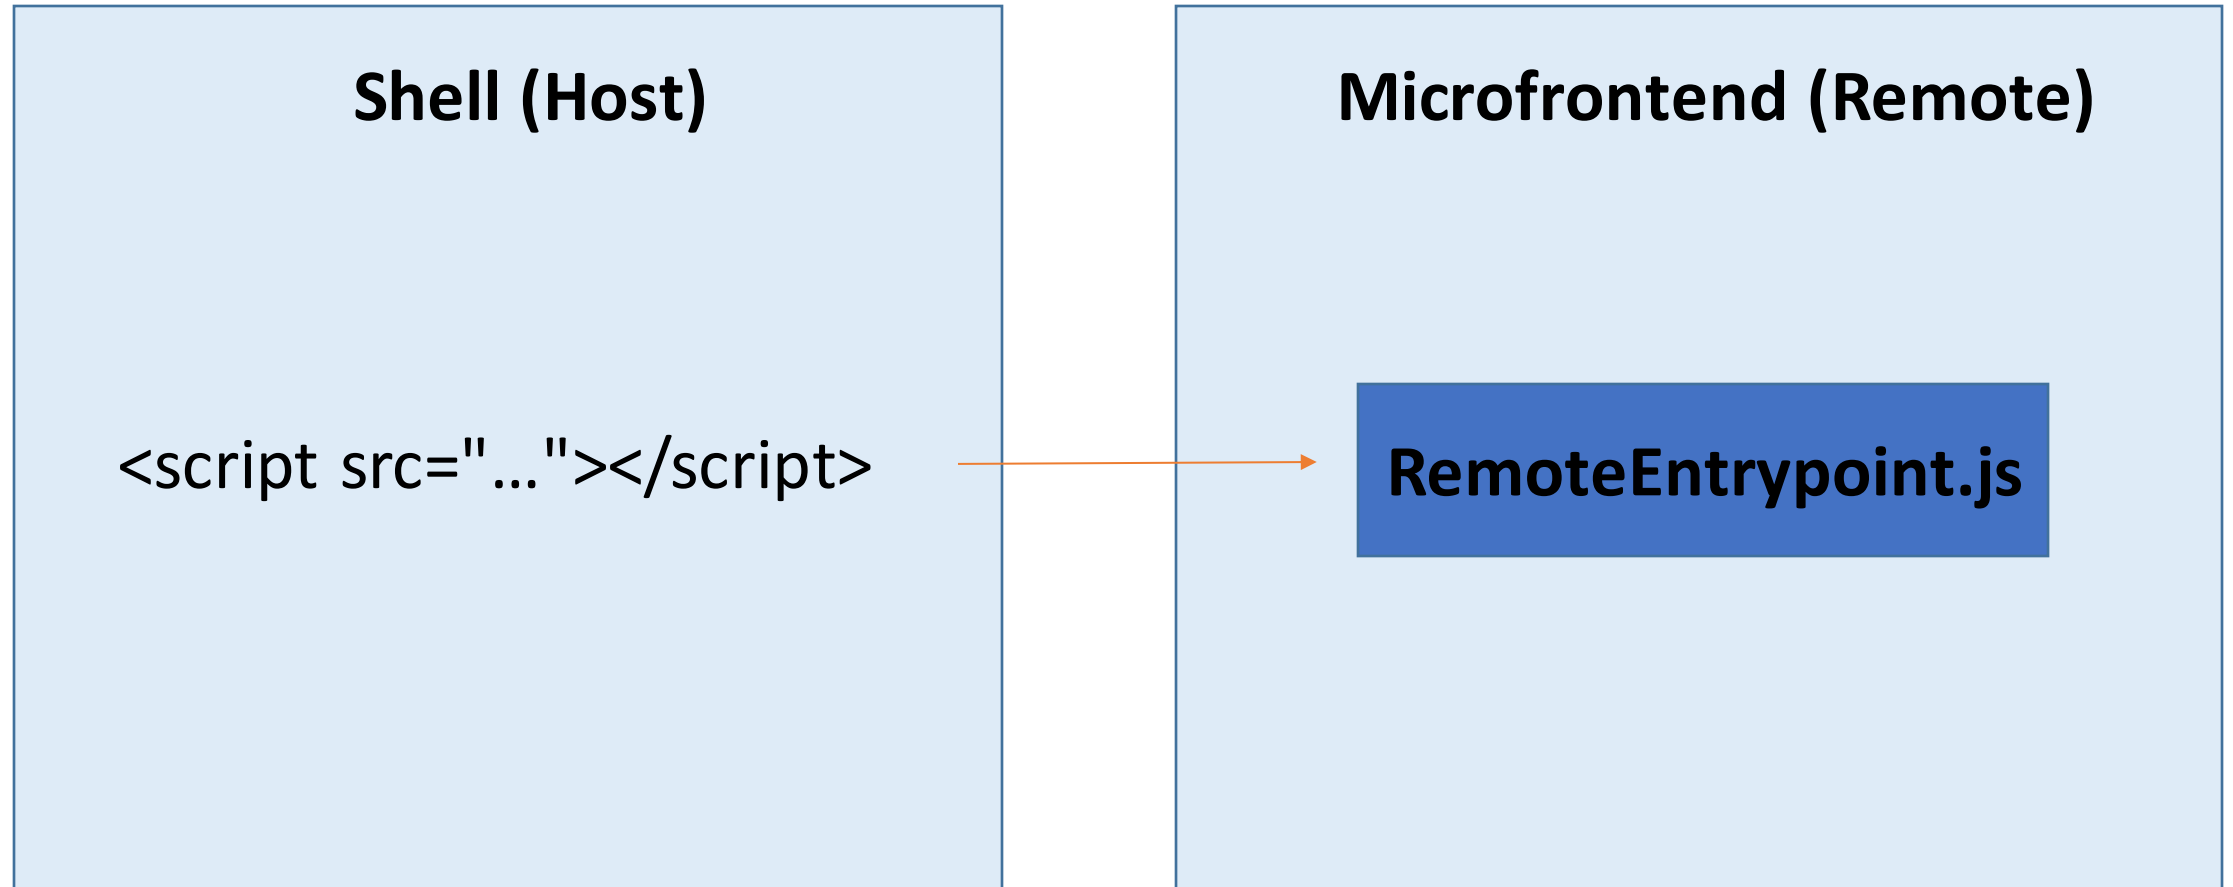 Shell (Host)
Microfrontend (Remote)
<script src="..."></script>
RemoteEntrypoint.js